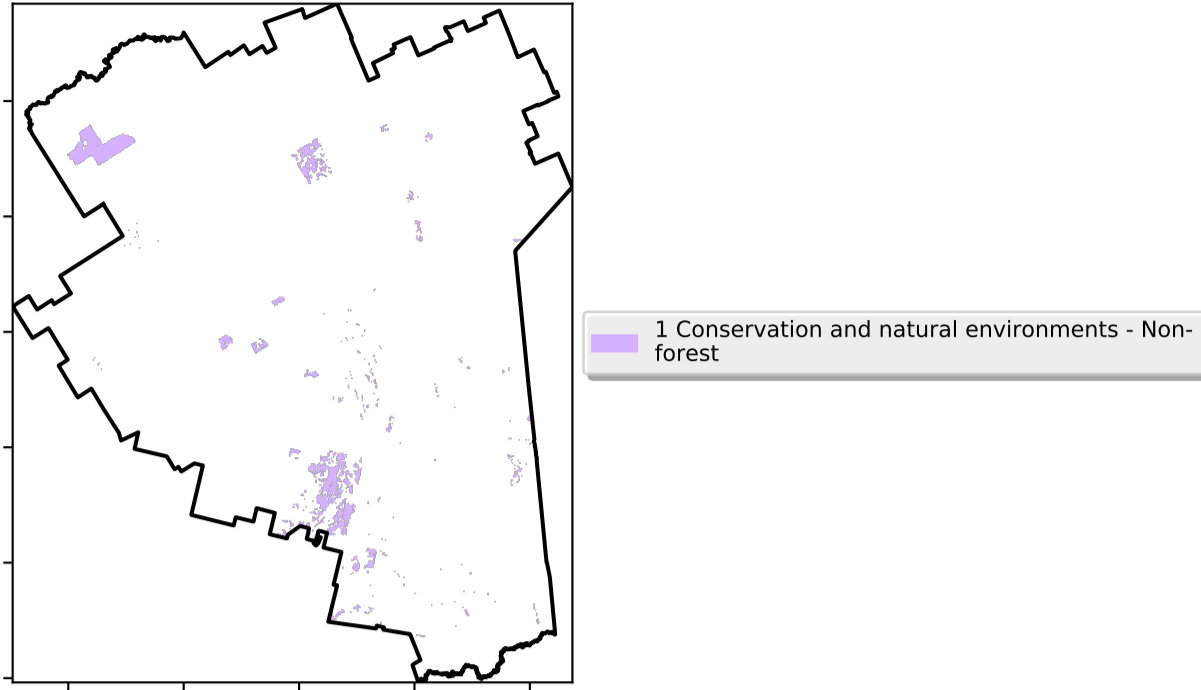 1 Conservation and natural environments - Non-
forest